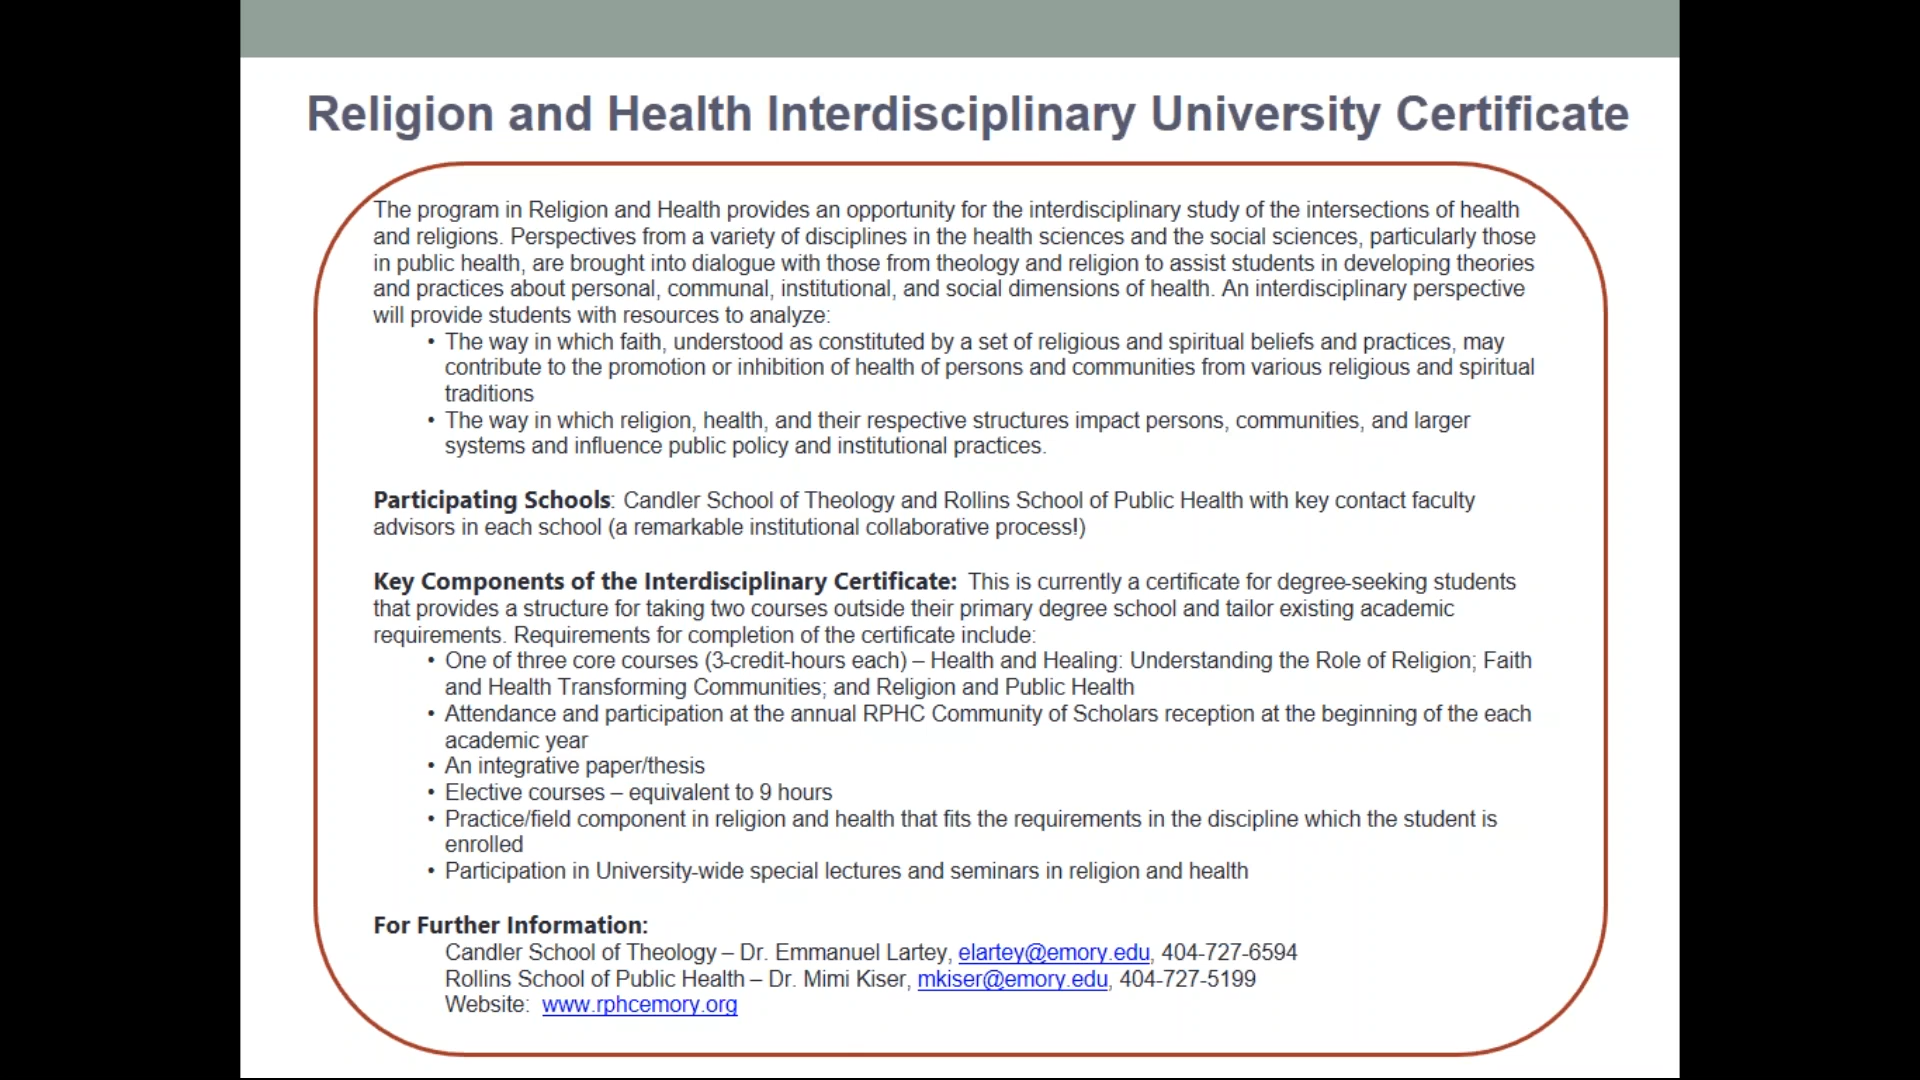 Religion and Health Interdisciplinary University Certificate
The program in Religion and Health provides an opportunity for the interdisciplinary study of the intersections of health
and religions. Perspectives from a variety of disciplines in the health sciences and the social sciences, particularly those
in public health, are brought into dialogue with those from theology and religion to assist students in developing theories
and practices about personal, communal, institutional, and social dimensions of health. An interdisciplinary perspective
will provide students with resources to analyze:
• The way in which faith, understood as constituted by a set of religious and spiritual beliefs and practices, may
contribute to the promotion or inhibition of health of persons and communities from various religious and spiritual
traditions
• The way in which religion, health, and their respective structures impact persons, communities, and larger
systems and influence public policy and institutional practices.
Participating Schools: Candler School of Theology and Rollins School of Public Health with key contact faculty
advisors in each school (a remarkable institutional collaborative process!)
Key Components of the Interdisciplinary Certificate: This is currently a certificate for degree-seeking students
that provides a structure for taking two courses outside their primary degree school and tailor existing academic
requirements. Requirements for completion of the certificate include:
• One of three core courses (3-credit-hours each) – Health and Healing: Understanding the Role of Religion; Faith
and Health Transforming Communities; and Religion and Public Health
• Attendance and participation at the annual RPHC Community of Scholars reception at the beginning of the each
academic year
• An integrative paper/thesis
• Elective courses – equivalent to 9 hours
• Practice/field component in religion and health that fits the requirements in the discipline which the student is
enrolled
• Participation in University-wide special lectures and seminars in religion and health
For Further Information:
Candler School of Theology – Dr. Emmanuel Lartey, elartey@emory.edu, 404-727-6594
Rollins School of Public Health – Dr. Mimi Kiser, mkiser@emory.edu, 404-727-5199
Website: www.rphcemory.org